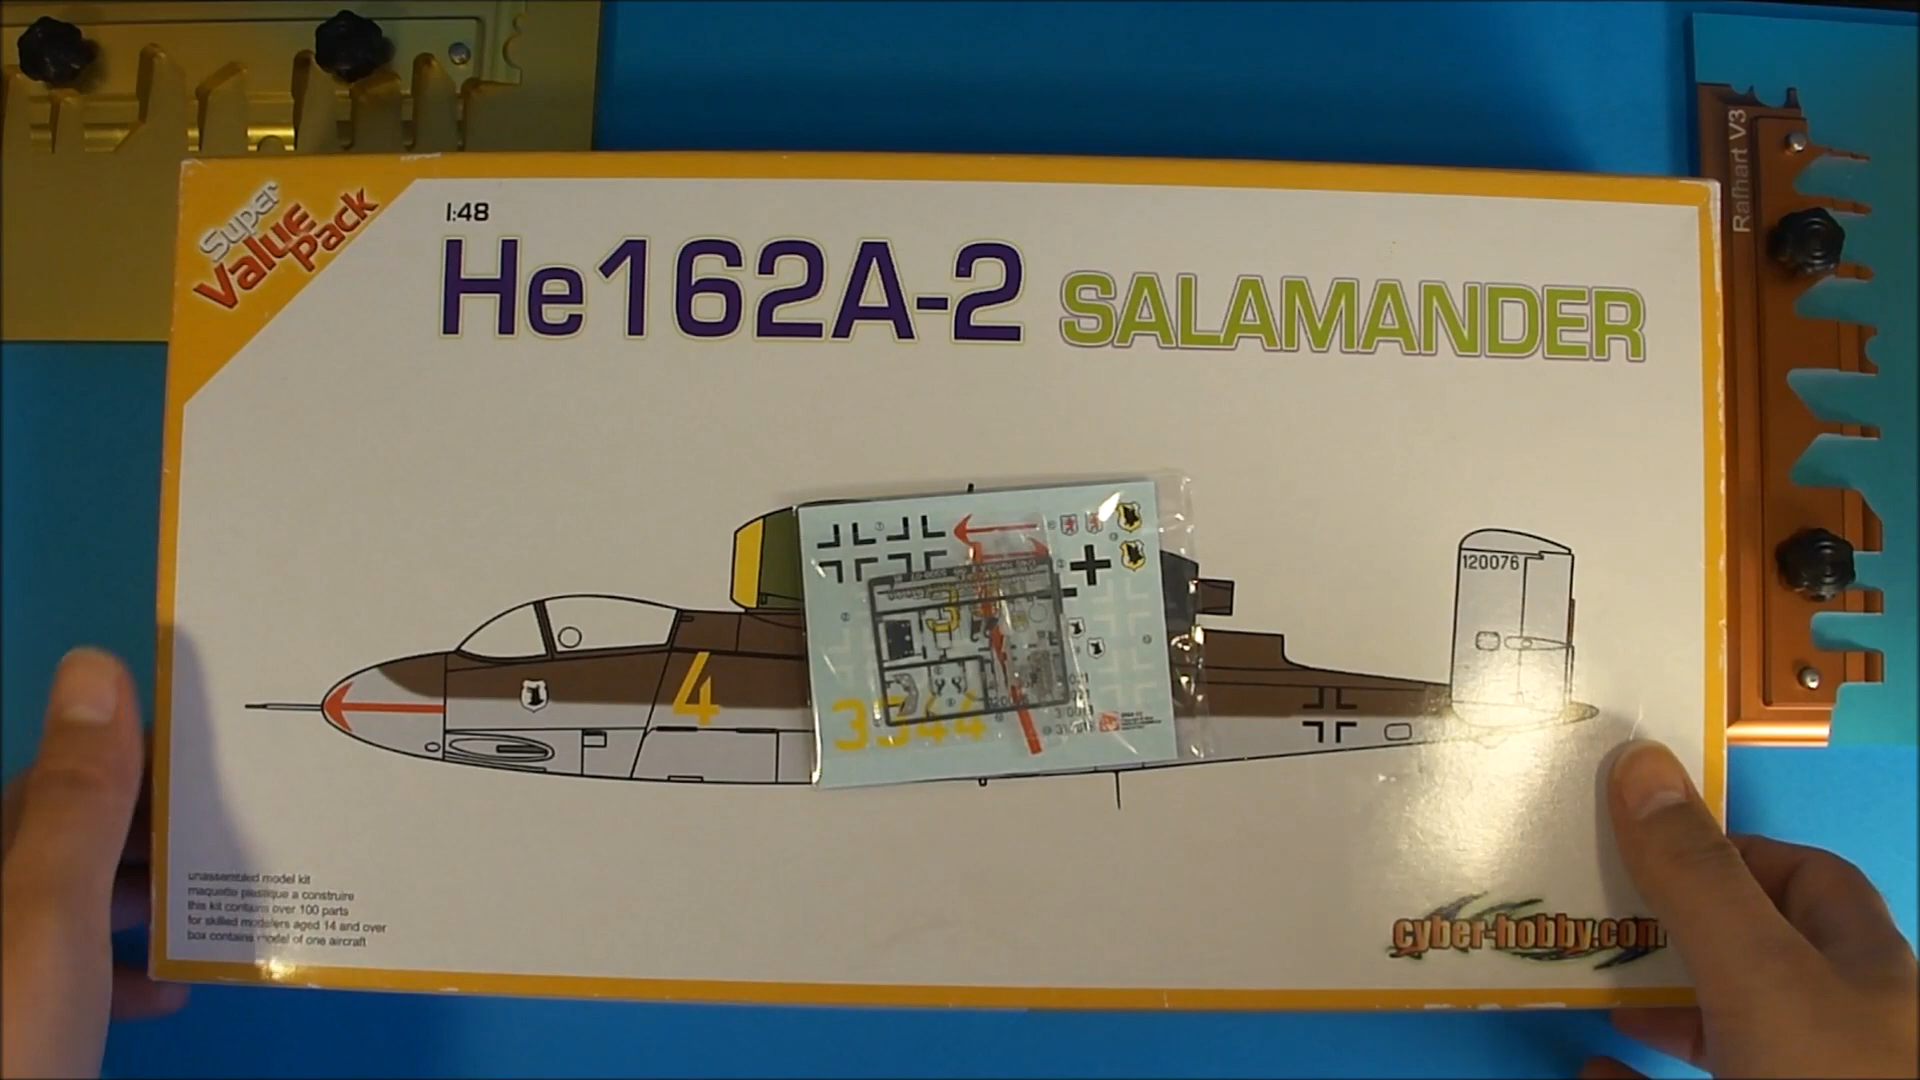 Super
Value
Pack
1:48
He162A-2 SALAMANDER
Rafhart V3
120076
4
3
3344
unassembled model kit
maquette plastique a construire
this kit contains over 100 parts
for skilled modelers aged 14 and over
box contains model of one aircraft
cyber-hobby.com